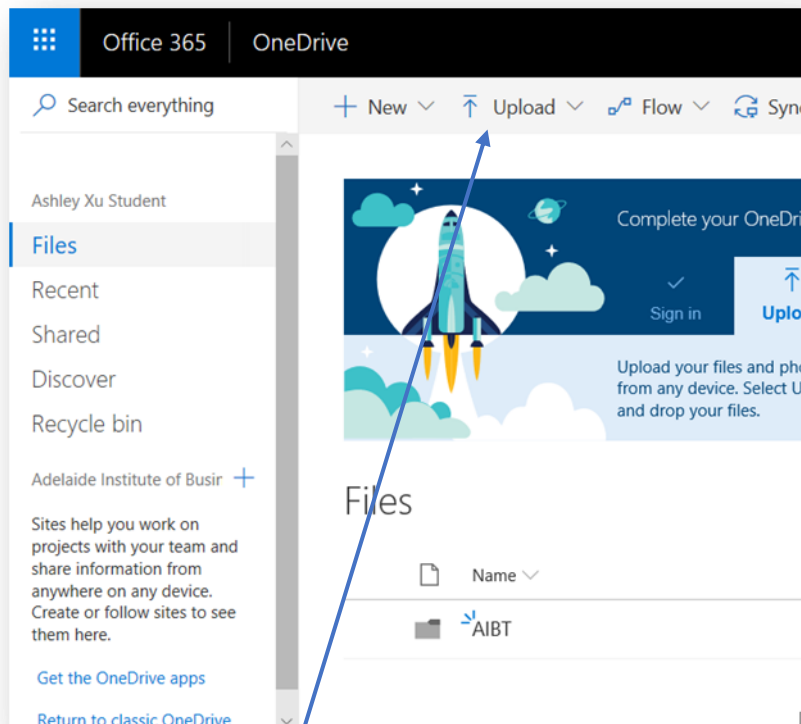 Office 365 OneDrive
Search everything
New Upload Flow
Ashley Xu Student
Files
Recent
Shared
Discover
Recycle bin
Adelaide Institute of
Sites help you work on
projects with your team and
share information from
anywhere on any device.
Create or follow sites to see
them here.
Get the OneDrive apps
Return to classic OneDrive
Complete your
Sign in
Upload your files and
from any device. Select
and drop your files.
Files
Name
AIBT